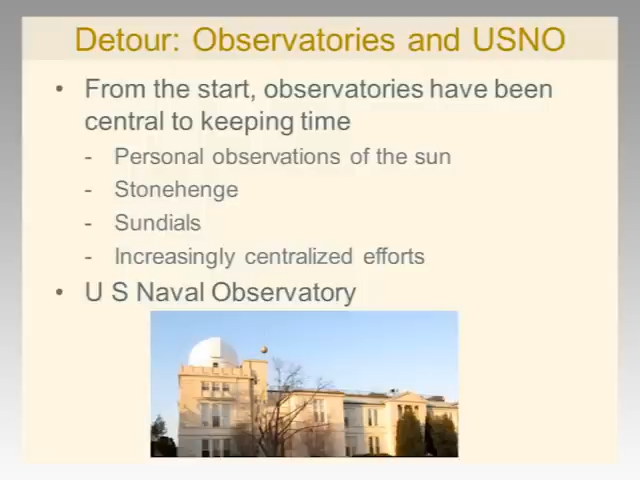 Detour: Observatories and USNO
• From the start, observatories have been
central to keeping time
- Personal observations of the sun
- Stonehenge
- Sundials
- Increasingly centralized efforts
• U S Naval Observatory